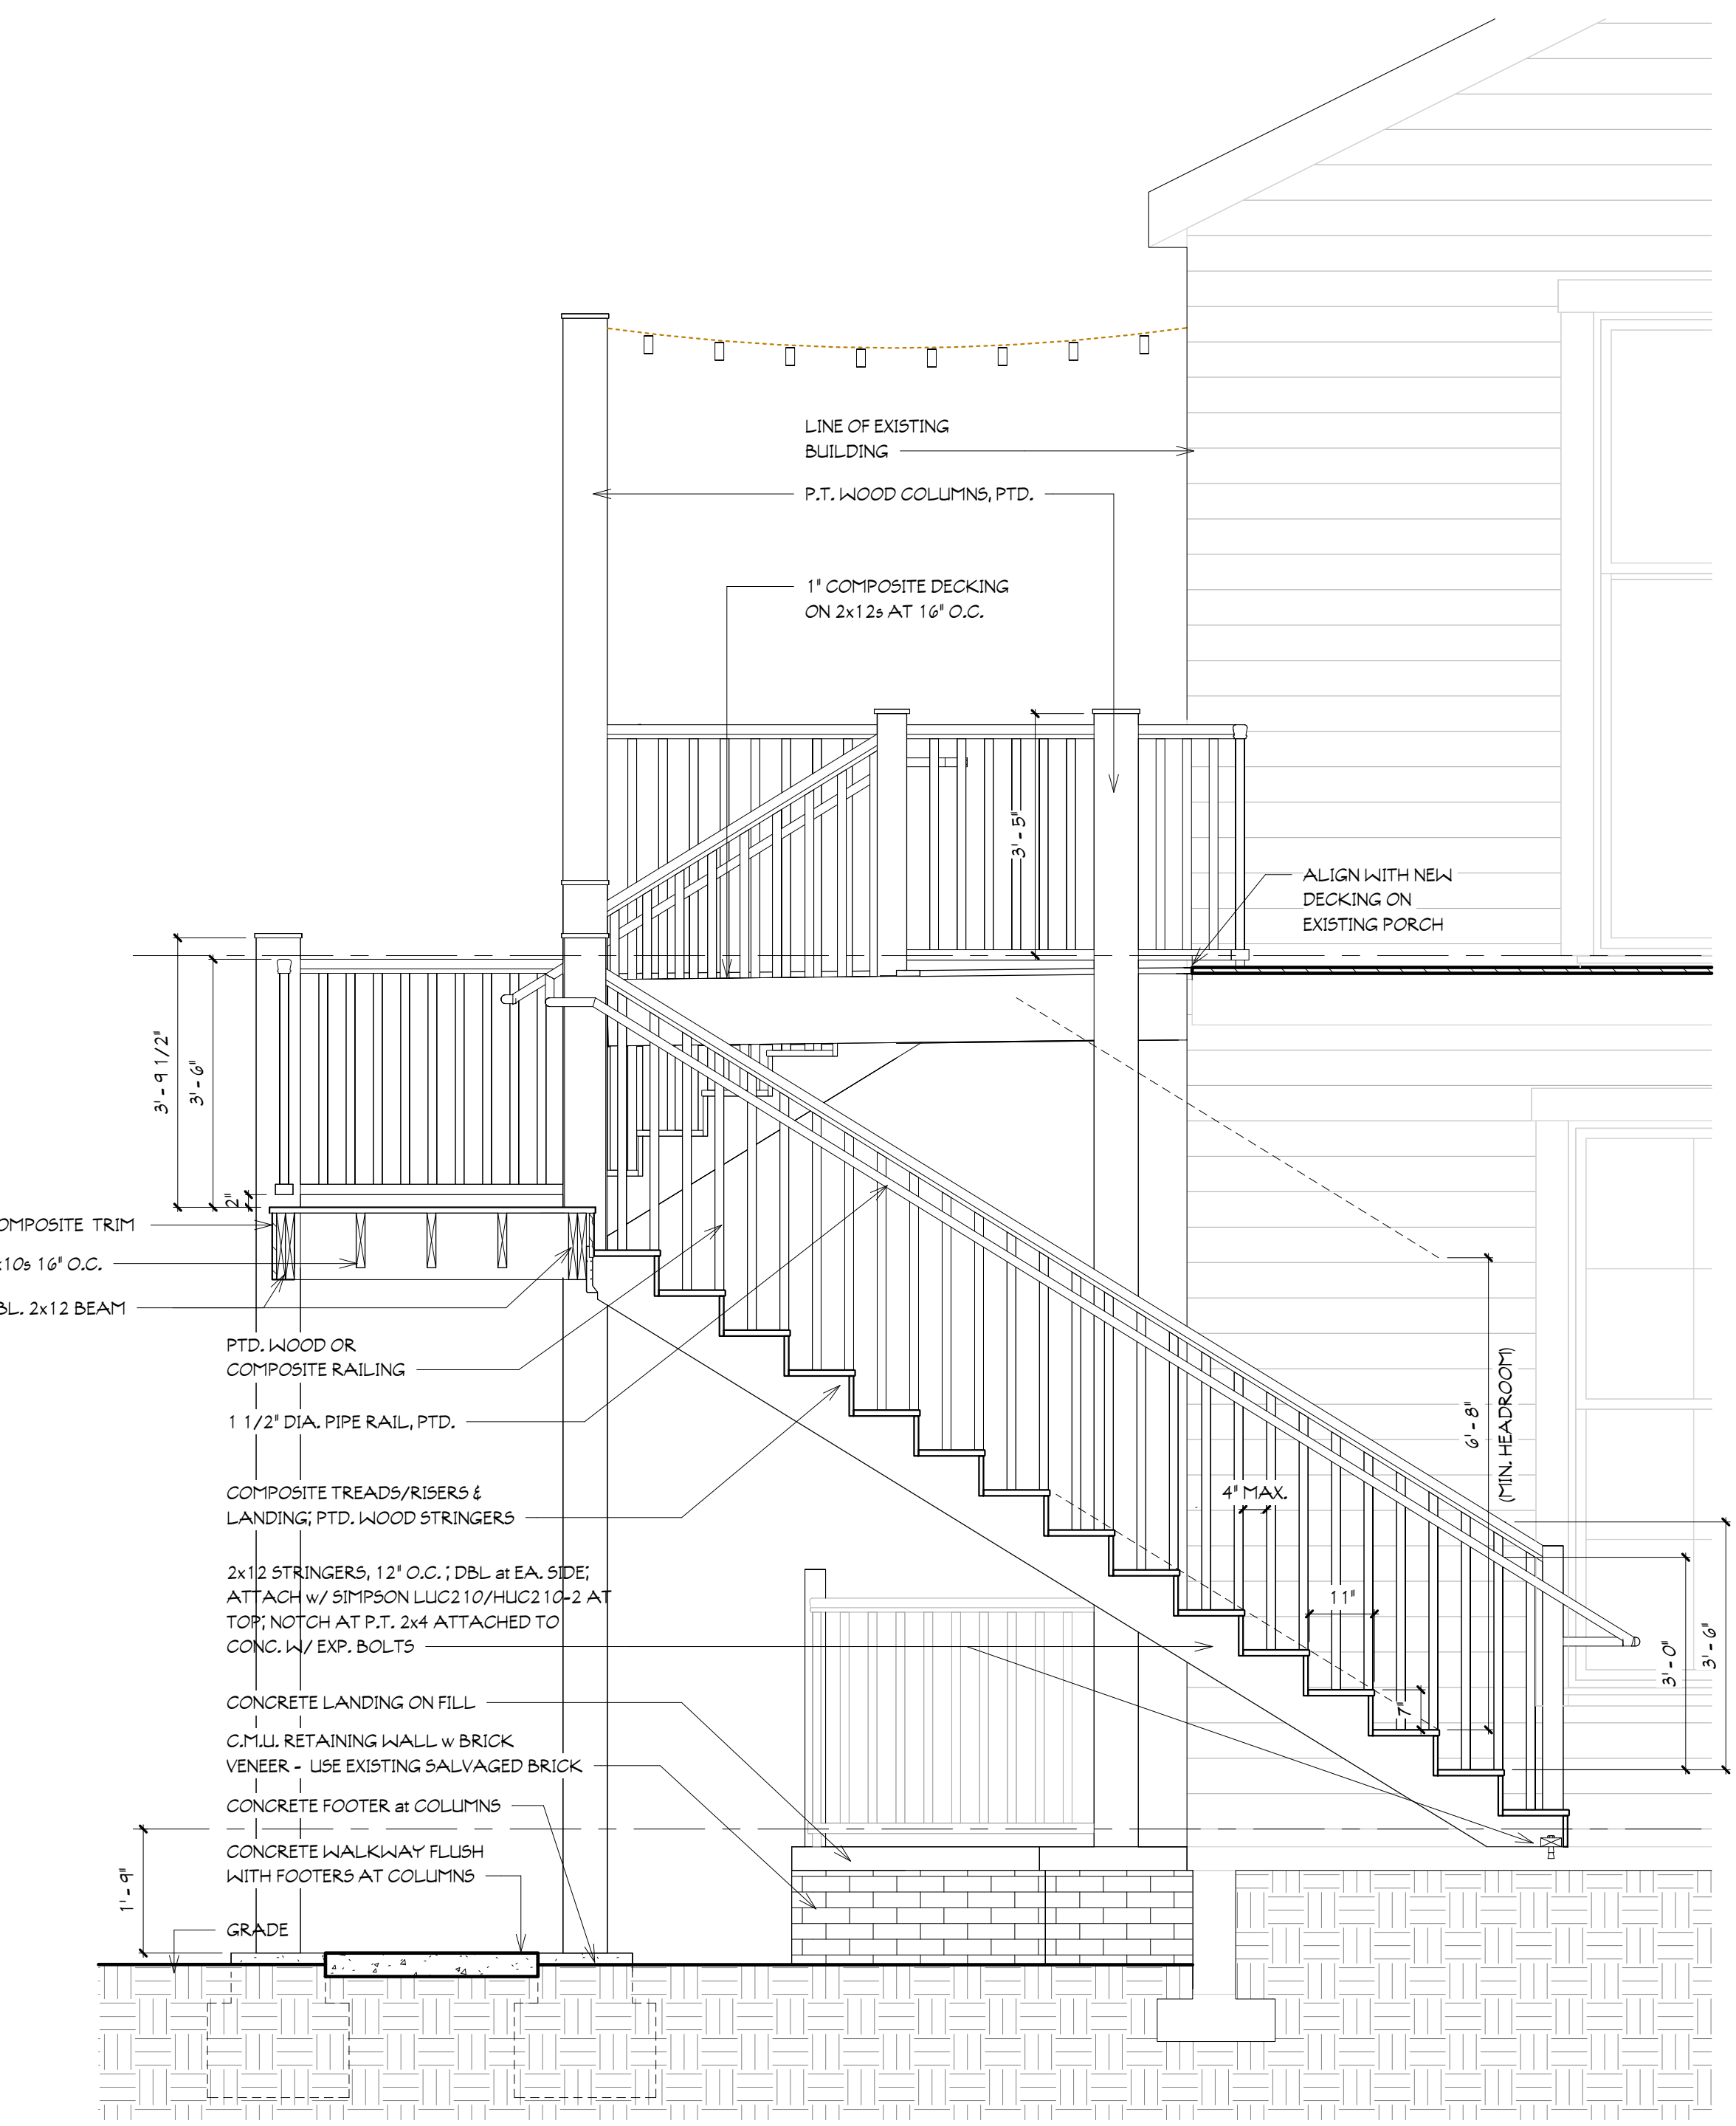 LINE OF EXISTING
BUILDING
P.T. WOOD COLUMNS, PTD.
1" COMPOSITE DECKING
ON 2x12s AT 16" O.C.
3' - 5"
ALIGN WITH NEW
DECKING ON
EXISTING PORCH
3' - 9 1/2"
3' - 6"
2"
TRIM
16" O.C.
2x12 BEAM
PTD. WOOD OR
COMPOSITE RAILING
1 1/2" DIA. PIPE RAIL, PTD.
COMPOSITE TREADS/RISERS &
LANDING; PTD. WOOD STRINGERS
2x12 STRINGERS, 12" O.C. ; DBL at EA. SIDE;
ATTACH w/ SIMPSON LUC210/HUC210-2 AT
TOP; NOTCH AT P.T. 2x4 ATTACHED TO
CONC. W/ EXP. BOLTS
6' - 8"
(MIN. HEADROOM)
4" MAX.
11"
7"
3' - 0"
3' - 6"
CONCRETE LANDING ON FILL
C.M.U. RETAINING WALL w BRICK
VENEER - USE EXISTING SALVAGED BRICK
CONCRETE FOOTER at COLUMNS
CONCRETE WALKWAY FLUSH
WITH FOOTERS AT COLUMNS
1' - 9"
GRADE